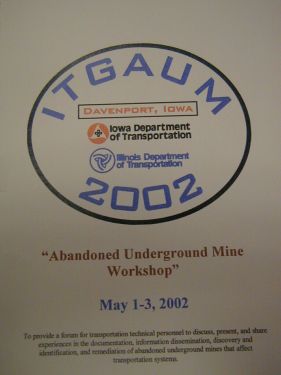 ITGAUM
DAVENPORT, IOWA
Iowa Department
of Transportation
Illinois Department
of Transportation
2002
"Abandoned Underground Mine
Workshop"
May 1-3, 2002
To provide a forum for transportation technical personnel to discuss, present, and share
experiences in the documentation, information dissemination, discovery and
identification, and remediation of abandoned underground mines that affect
transportation systems.